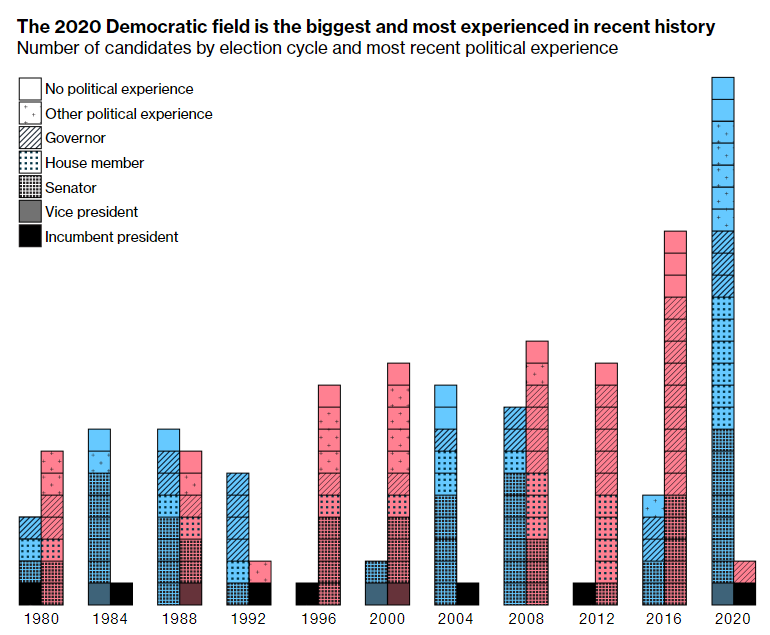 The 2020 Democratic field is the biggest and most experienced in recent history
Number of candidates by election cycle and most recent political experience
No political experience
Other political experience
Governor
House member
Senator
Vice president
Incumbent president
1980 1984 1988 1992 1996 2000 2004 2008 2012 2016 2020